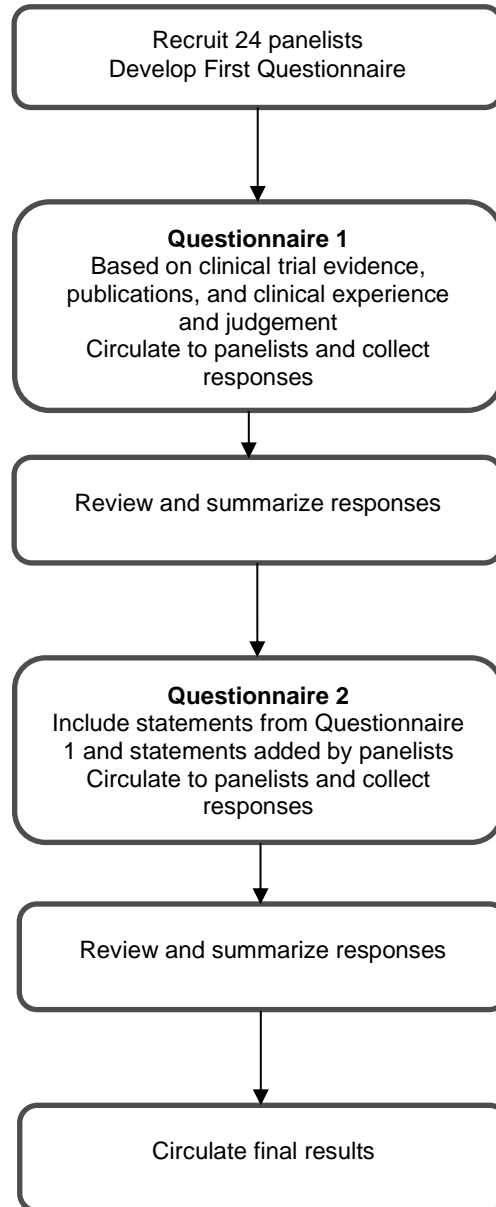 Recruit 24 panelists
Develop First Questionnaire
Questionnaire 1
Based on clinical trial evidence,
publications, and clinical experience
and judgement
Circulate to panelists and collect
responses
Review and summarize responses
Questionnaire 2
Include statements from Questionnaire
1 and statements added by panelists
Circulate to panelists and collect
responses
Review and summarize responses
Circulate final results